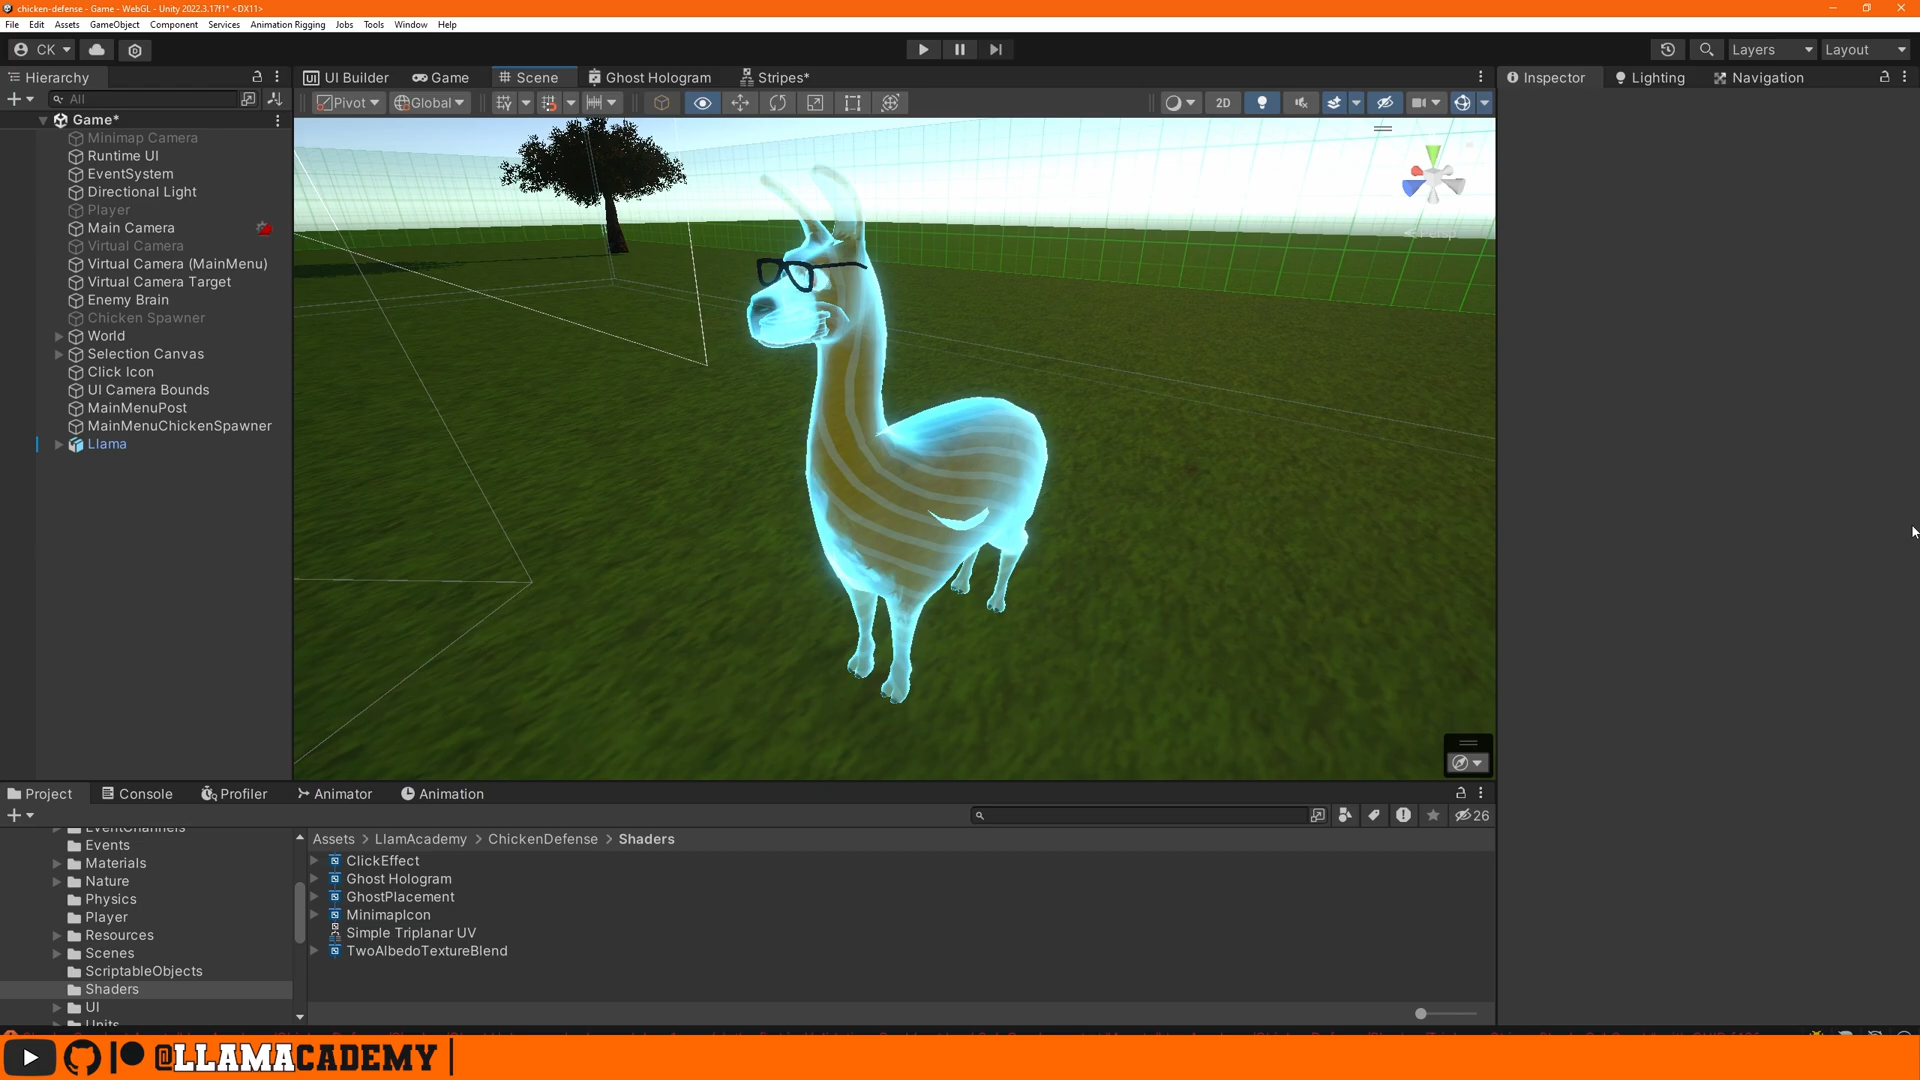 chicken-defense - Game - WebGL - Unity 2022.3.17f1* <DX11>
File Edit Assets GameObject Component Services Animation Rigging Jobs Tools Window Help
CK Layers Layout
Hierarchy UI Builder Game Scene Ghost Hologram Stripes* Inspector Lighting Navigation
All Pivot Global 2D
Game*
Minimap Camera
Runtime UI
EventSystem
Directional Light
Player
Main Camera
Virtual Camera
< Persp
Virtual Camera (MainMenu)
Virtual Camera Target
Enemy Brain
Chicken Spawner
World
Selection Canvas
Click Icon
UI Camera Bounds
MainMenuPost
MainMenuChickenSpawner
Llama
Project Console Profiler Animator Animation
26
EventChannels
Events
Materials
Nature
Physics
Player
Resources
Scenes
ScriptableObjects
Shaders
UI
Units
Assets > LlamAcademy > ChickenDefense > Shaders
ClickEffect
Ghost Hologram
GhostPlacement
MinimapIcon
Simple Triplanar UV
TwoAlbedoTextureBlend
@LLAMACADEMY